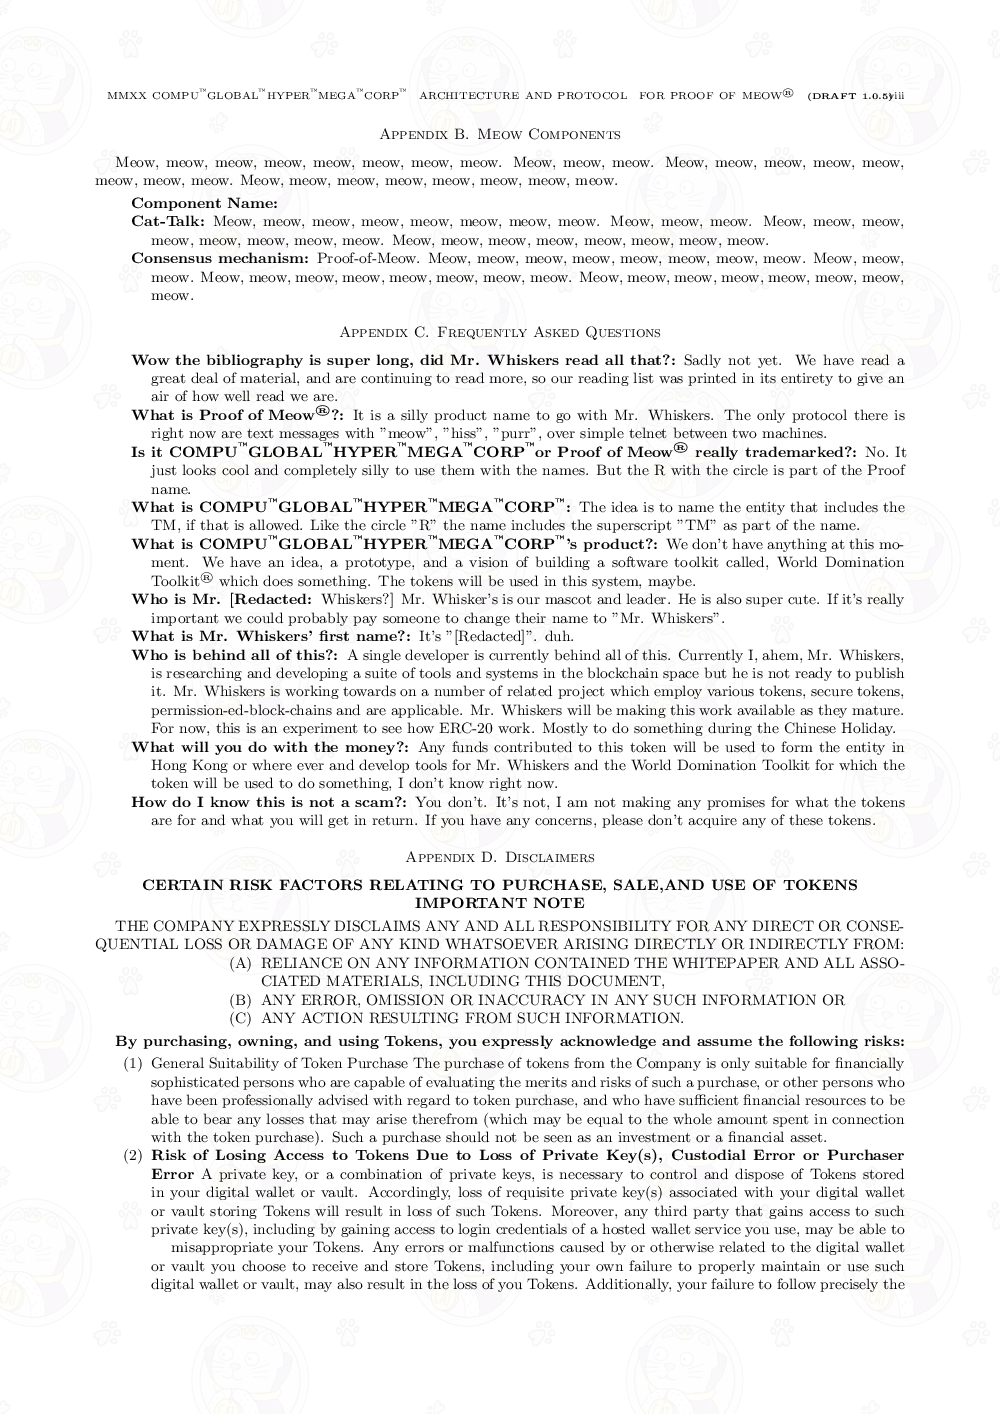 MMXX COMPU™GLOBAL™HYPER™MEGA™CORP™ ARCHITECTURE AND PROTOCOL FOR PROOF OF MEOW® (DRAFT 1.0.5)viii
Appendix B. Meow Components
Meow, meow, meow, meow, meow, meow, meow, meow. Meow, meow, meow. Meow, meow, meow, meow, meow,
meow, meow, meow. Meow, meow, meow, meow, meow, meow, meow, meow.
Component Name:
Cat-Talk: Meow, meow, meow, meow, meow, meow, meow, meow. Meow, meow, meow. Meow, meow, meow,
meow, meow, meow, meow, meow. Meow, meow, meow, meow, meow, meow, meow, meow.
Consensus mechanism: Proof-of-Meow. Meow, meow, meow, meow, meow, meow, meow, meow. Meow, meow,
meow. Meow, meow, meow, meow, meow, meow, meow, meow. Meow, meow, meow, meow, meow, meow, meow,
meow.
Appendix C. Frequently Asked Questions
Wow the bibliography is super long, did Mr. Whiskers read all that?: Sadly not yet. We have read a
great deal of material, and are continuing to read more, so our reading list was printed in its entirety to give an
air of how well read we are.
What is Proof of Meow®?: It is a silly product name to go with Mr. Whiskers. The only protocol there is
right now are text messages with ”meow”, ”hiss”, ”purr”, over simple telnet between two machines.
Is it COMPU™GLOBAL™HYPER™MEGA™CORP™or Proof of Meow® really trademarked?: No. It
just looks cool and completely silly to use them with the names. But the R with the circle is part of the Proof
name.
What is COMPU™GLOBAL™HYPER™MEGA™CORP™: The idea is to name the entity that includes the
TM, if that is allowed. Like the circle ”R” the name includes the superscript ”TM” as part of the name.
What is COMPU™GLOBAL™HYPER™MEGA™CORP™’s product?: We don’t have anything at this mo-
ment. We have an idea, a prototype, and a vision of building a software toolkit called, World Domination
Toolkit® which does something. The tokens will be used in this system, maybe.
Who is Mr. [Redacted: Whiskers?] Mr. Whisker’s is our mascot and leader. He is also super cute. If it’s really
important we could probably pay someone to change their name to ”Mr. Whiskers”.
What is Mr. Whiskers’ first name?: It’s ”[Redacted]”. duh.
Who is behind all of this?: A single developer is currently behind all of this. Currently I, ahem, Mr. Whiskers,
is researching and developing a suite of tools and systems in the blockchain space but he is not ready to publish
it. Mr. Whiskers is working towards on a number of related project which employ various tokens, secure tokens,
permission-ed-block-chains and are applicable. Mr. Whiskers will be making this work available as they mature.
For now, this is an experiment to see how ERC-20 work. Mostly to do something during the Chinese Holiday.
What will you do with the money?: Any funds contributed to this token will be used to form the entity in
Hong Kong or where ever and develop tools for Mr. Whiskers and the World Domination Toolkit for which the
token will be used to do something, I don’t know right now.
How do I know this is not a scam?: You don’t. It’s not, I am not making any promises for what the tokens
are for and what you will get in return. If you have any concerns, please don’t acquire any of these tokens.
Appendix D. Disclaimers
CERTAIN RISK FACTORS RELATING TO PURCHASE, SALE,AND USE OF TOKENS
IMPORTANT NOTE
THE COMPANY EXPRESSLY DISCLAIMS ANY AND ALL RESPONSIBILITY FOR ANY DIRECT OR CONSE-
QUENTIAL LOSS OR DAMAGE OF ANY KIND WHATSOEVER ARISING DIRECTLY OR INDIRECTLY FROM:
(A) RELIANCE ON ANY INFORMATION CONTAINED THE WHITEPAPER AND ALL ASSO-
CIATED MATERIALS, INCLUDING THIS DOCUMENT,
(B) ANY ERROR, OMISSION OR INACCURACY IN ANY SUCH INFORMATION OR
(C) ANY ACTION RESULTING FROM SUCH INFORMATION.
By purchasing, owning, and using Tokens, you expressly acknowledge and assume the following risks:
(1) General Suitability of Token Purchase The purchase of tokens from the Company is only suitable for financially
sophisticated persons who are capable of evaluating the merits and risks of such a purchase, or other persons who
have been professionally advised with regard to token purchase, and who have sufficient financial resources to be
able to bear any losses that may arise therefrom (which may be equal to the whole amount spent in connection
with the token purchase). Such a purchase should not be seen as an investment or a financial asset.
(2) Risk of Losing Access to Tokens Due to Loss of Private Key(s), Custodial Error or Purchaser
Error A private key, or a combination of private keys, is necessary to control and dispose of Tokens stored
in your digital wallet or vault. Accordingly, loss of requisite private key(s) associated with your digital wallet
or vault storing Tokens will result in loss of such Tokens. Moreover, any third party that gains access to such
private key(s), including by gaining access to login credentials of a hosted wallet service you use, may be able to
misappropriate your Tokens. Any errors or malfunctions caused by or otherwise related to the digital wallet
or vault you choose to receive and store Tokens, including your own failure to properly maintain or use such
digital wallet or vault, may also result in the loss of you Tokens. Additionally, your failure to follow precisely the